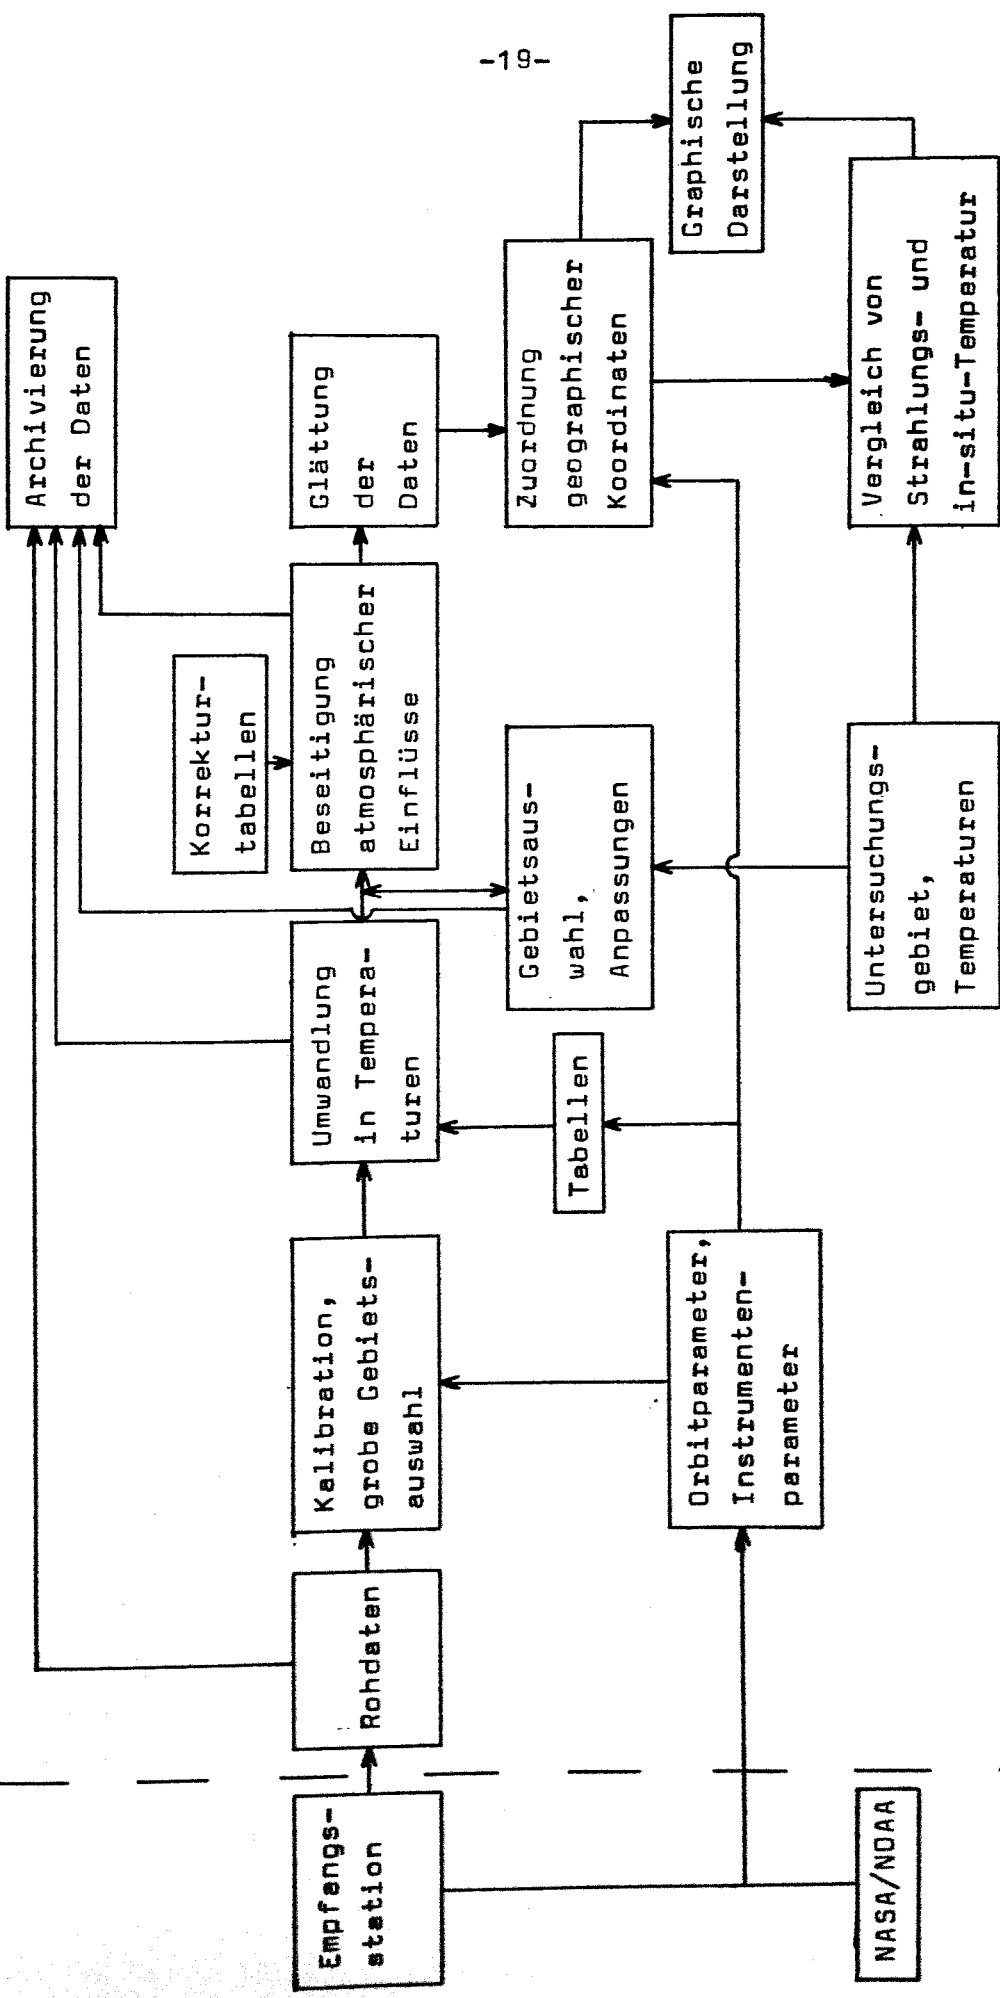 -19-
Archivierung
der Daten
Korrektur-
tabellen
Empfangs-
station
Rohdaten
Kalibration,
grobe Gebiets-
auswahl
Umwandlung
in Tempera-
turen
Beseitigung
atmosphärischer
Einflüsse
Glättung
der
Daten
Tabellen
Gebietsaus-
wahl,
Anpassungen
Zuordnung
geographischer
Koordinaten
Orbitparameter,
Instrumenten-
parameter
Graphische
Darstellung
NASA/NOAA
Untersuchungs-
gebiet,
Temperaturen
Vergleich von
Strahlungs- und
in-situ-Temperatur